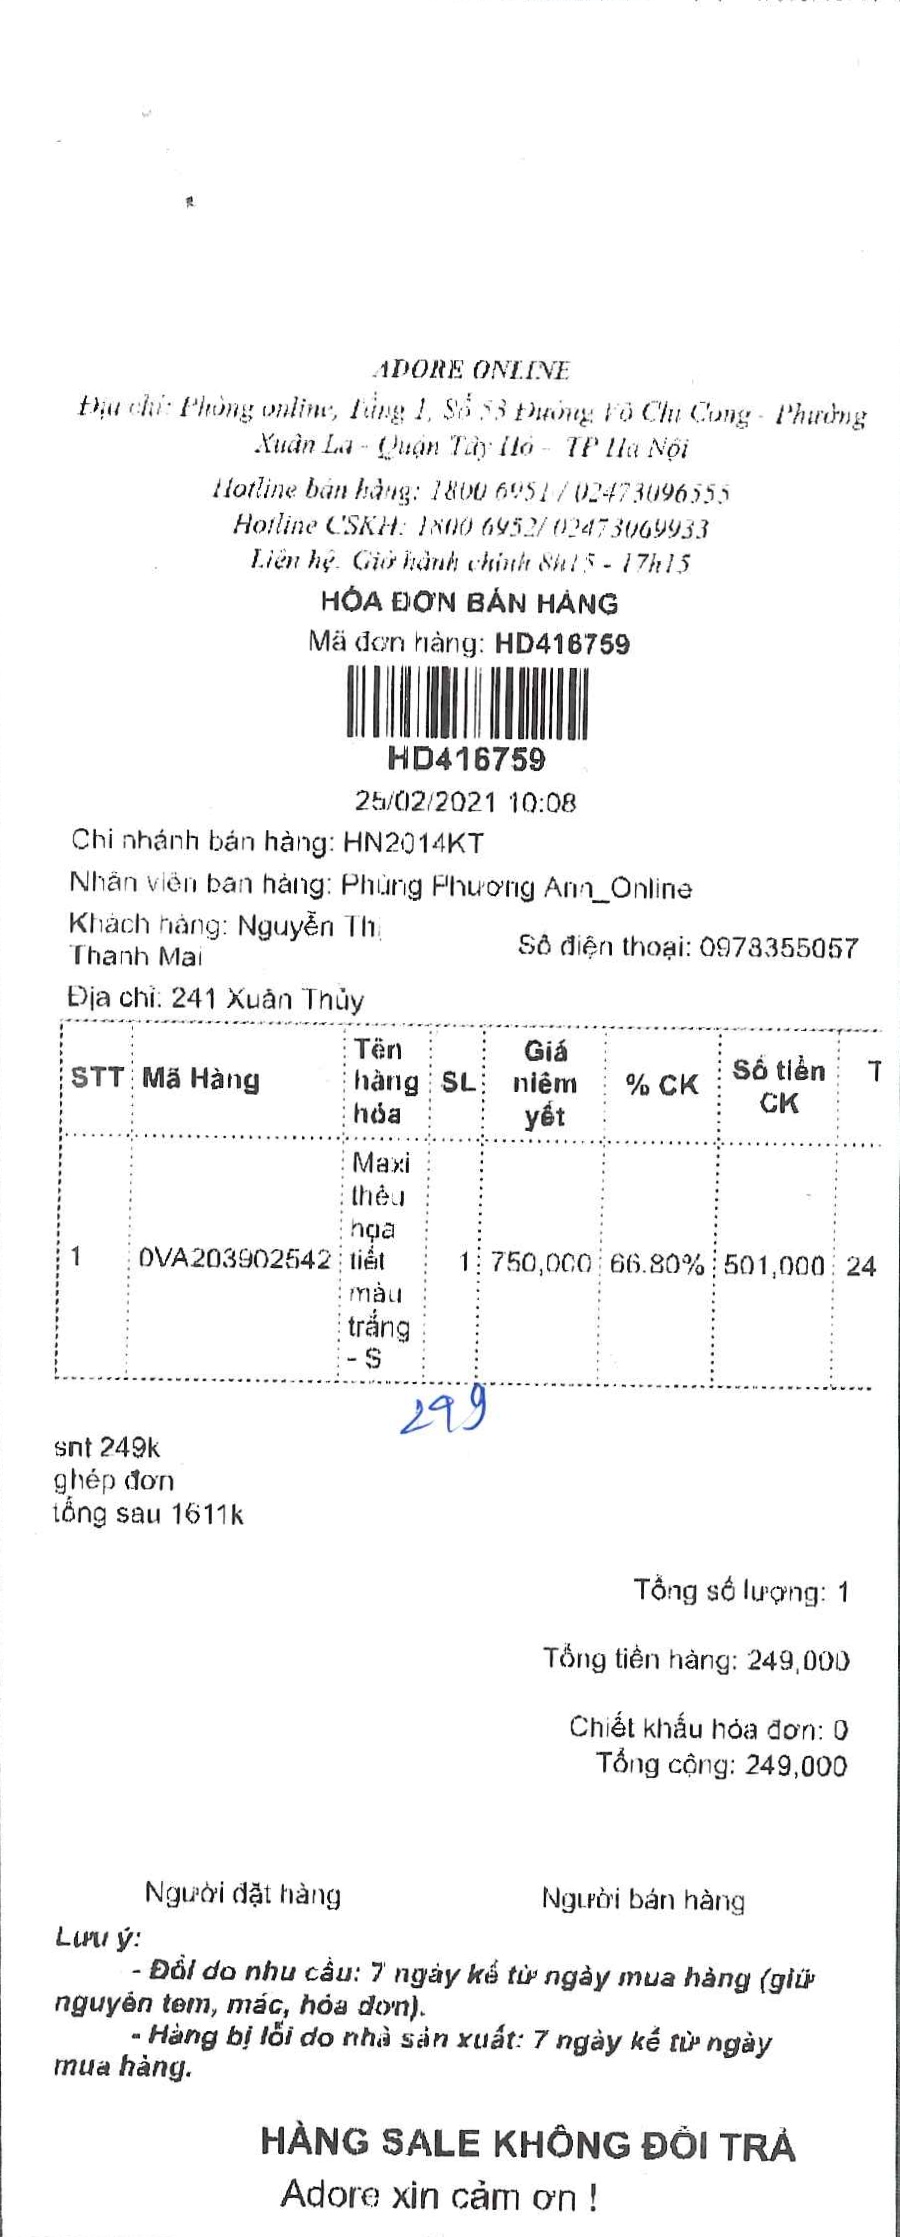 ADORE ONLINE
Địa chỉ: Phòng online, Tầng 1, Số 53 Đường Võ Chí Công - Phường
Xuân La - Quận Tây Hồ - TP Hà Nội
Hotline bán hàng: 1800 6951 / 02473096555
Hotline CSKH: 1800 6952/ 02473069933
Liên hệ: Giờ hành chính 8h15 - 17h15
HÓA ĐƠN BÁN HÀNG
Mã đơn hàng: HD416759
HD416759
25/02/2021 10:08
Chi nhánh bán hàng: HN2014KT
Nhân viên bán hàng: Phùng Phương Ann_Online
Khách hàng: Nguyễn Thị
Thanh Mai
Số điện thoại: 0978355057
Địa chỉ: 241 Xuân Thủy
STT Mã Hàng Tên hàng hóa SL Giá niêm yết % CK Số tiền CK T
1 0VA203902542 Maxi thêu họa tiết màu trắng - S 1 750,000 66.80% 501,000 24
299
snt 249k
ghép đơn
tổng sau 1611k
Tổng số lượng: 1
Tổng tiền hàng: 249,000
Chiết khấu hóa đơn: 0
Tổng cộng: 249,000
Người đặt hàng Người bán hàng
Lưu ý:
- Đổi do nhu cầu: 7 ngày kể từ ngày mua hàng (giữ
nguyên tem, mác, hóa đơn).
- Hàng bị lỗi do nhà sản xuất: 7 ngày kể từ ngày
mua hàng.
HÀNG SALE KHÔNG ĐỔI TRẢ
Adore xin cảm ơn !